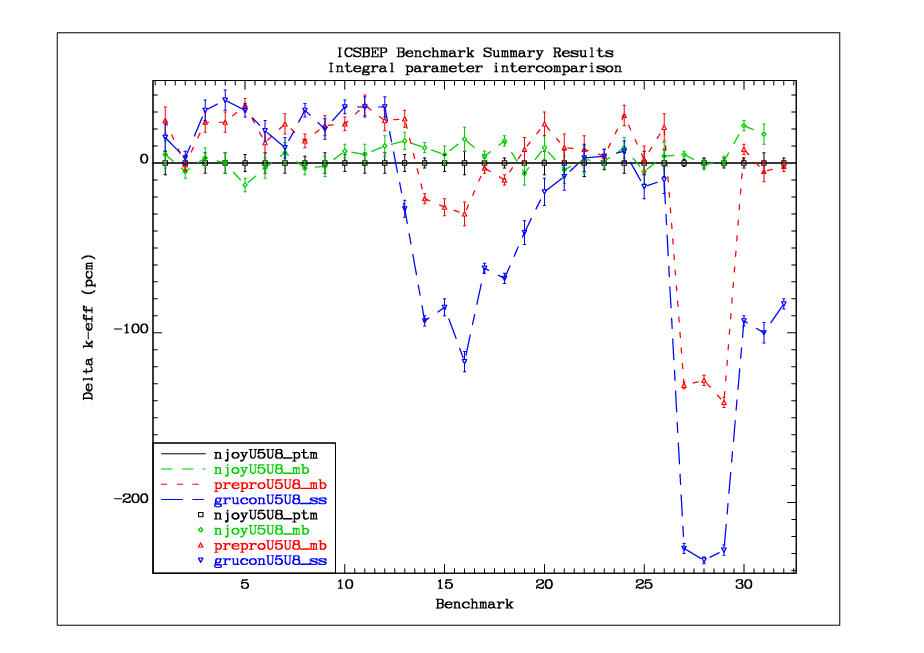 ICSBEP Benchmark Summary Results
Integral parameter intercomparison
0
-100
-200
Delta k-eff (pcm)
njoyU5U8_ptm
njoyU5U8_mb
preproU5U8_mb
gruconU5U8_ss
njoyU5U8_ptm
njoyU5U8_mb
preproU5U8_mb
gruconU5U8_ss
5 10 15 20 25 30
Benchmark